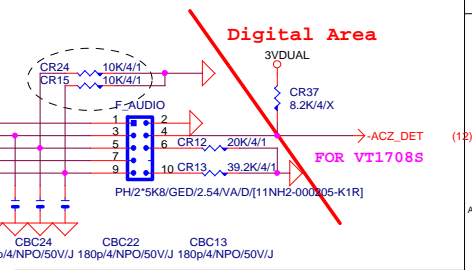 Digital Area
3VDUAL
CR24 10K/4/1
CR15 10K/4/1
CR37
8.2K/4/X
F_AUDIO
1 2
3 4
5 6
7
9 10
CR12 20K/4/1
CR13 39.2K/4/1
-ACZ_DET (12)
FOR VT1708S
PH/2*5K8/GED/2.54/VA/D/[11NH2-000205-K1R]
A
CBC24 CBC22 CBC13
p/4/NPO/50V/J 180p/4/NPO/50V/J 180p/4/NPO/50V/J